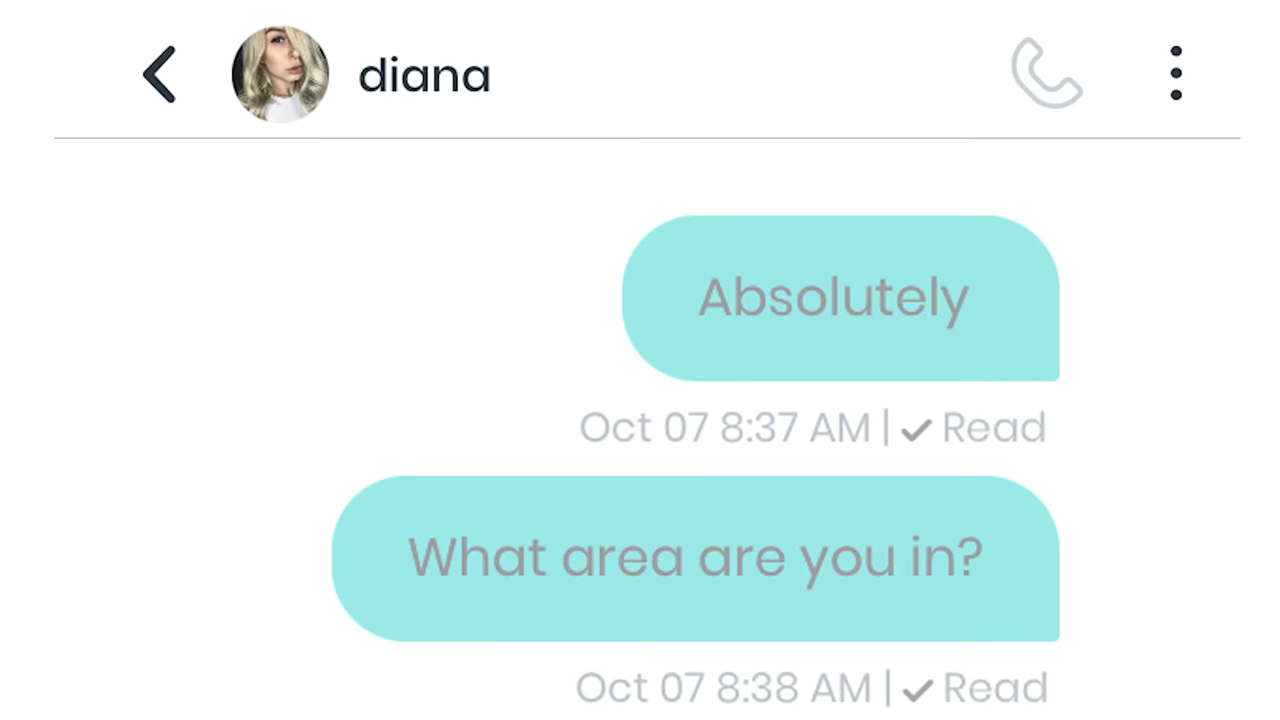 diana
Absolutely
Oct 07 8:37 AM | ✓ Read
What area are you in?
Oct 07 8:38 AM | ✓ Read